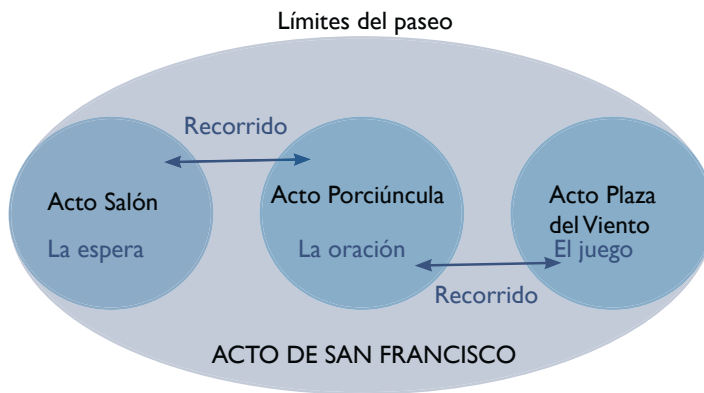 Límites del paseo
Recorrido
Acto Salón
La espera
Acto Porciúncula
La oración
Acto Plaza
del Viento
El juego
Recorrido
ACTO DE SAN FRANCISCO